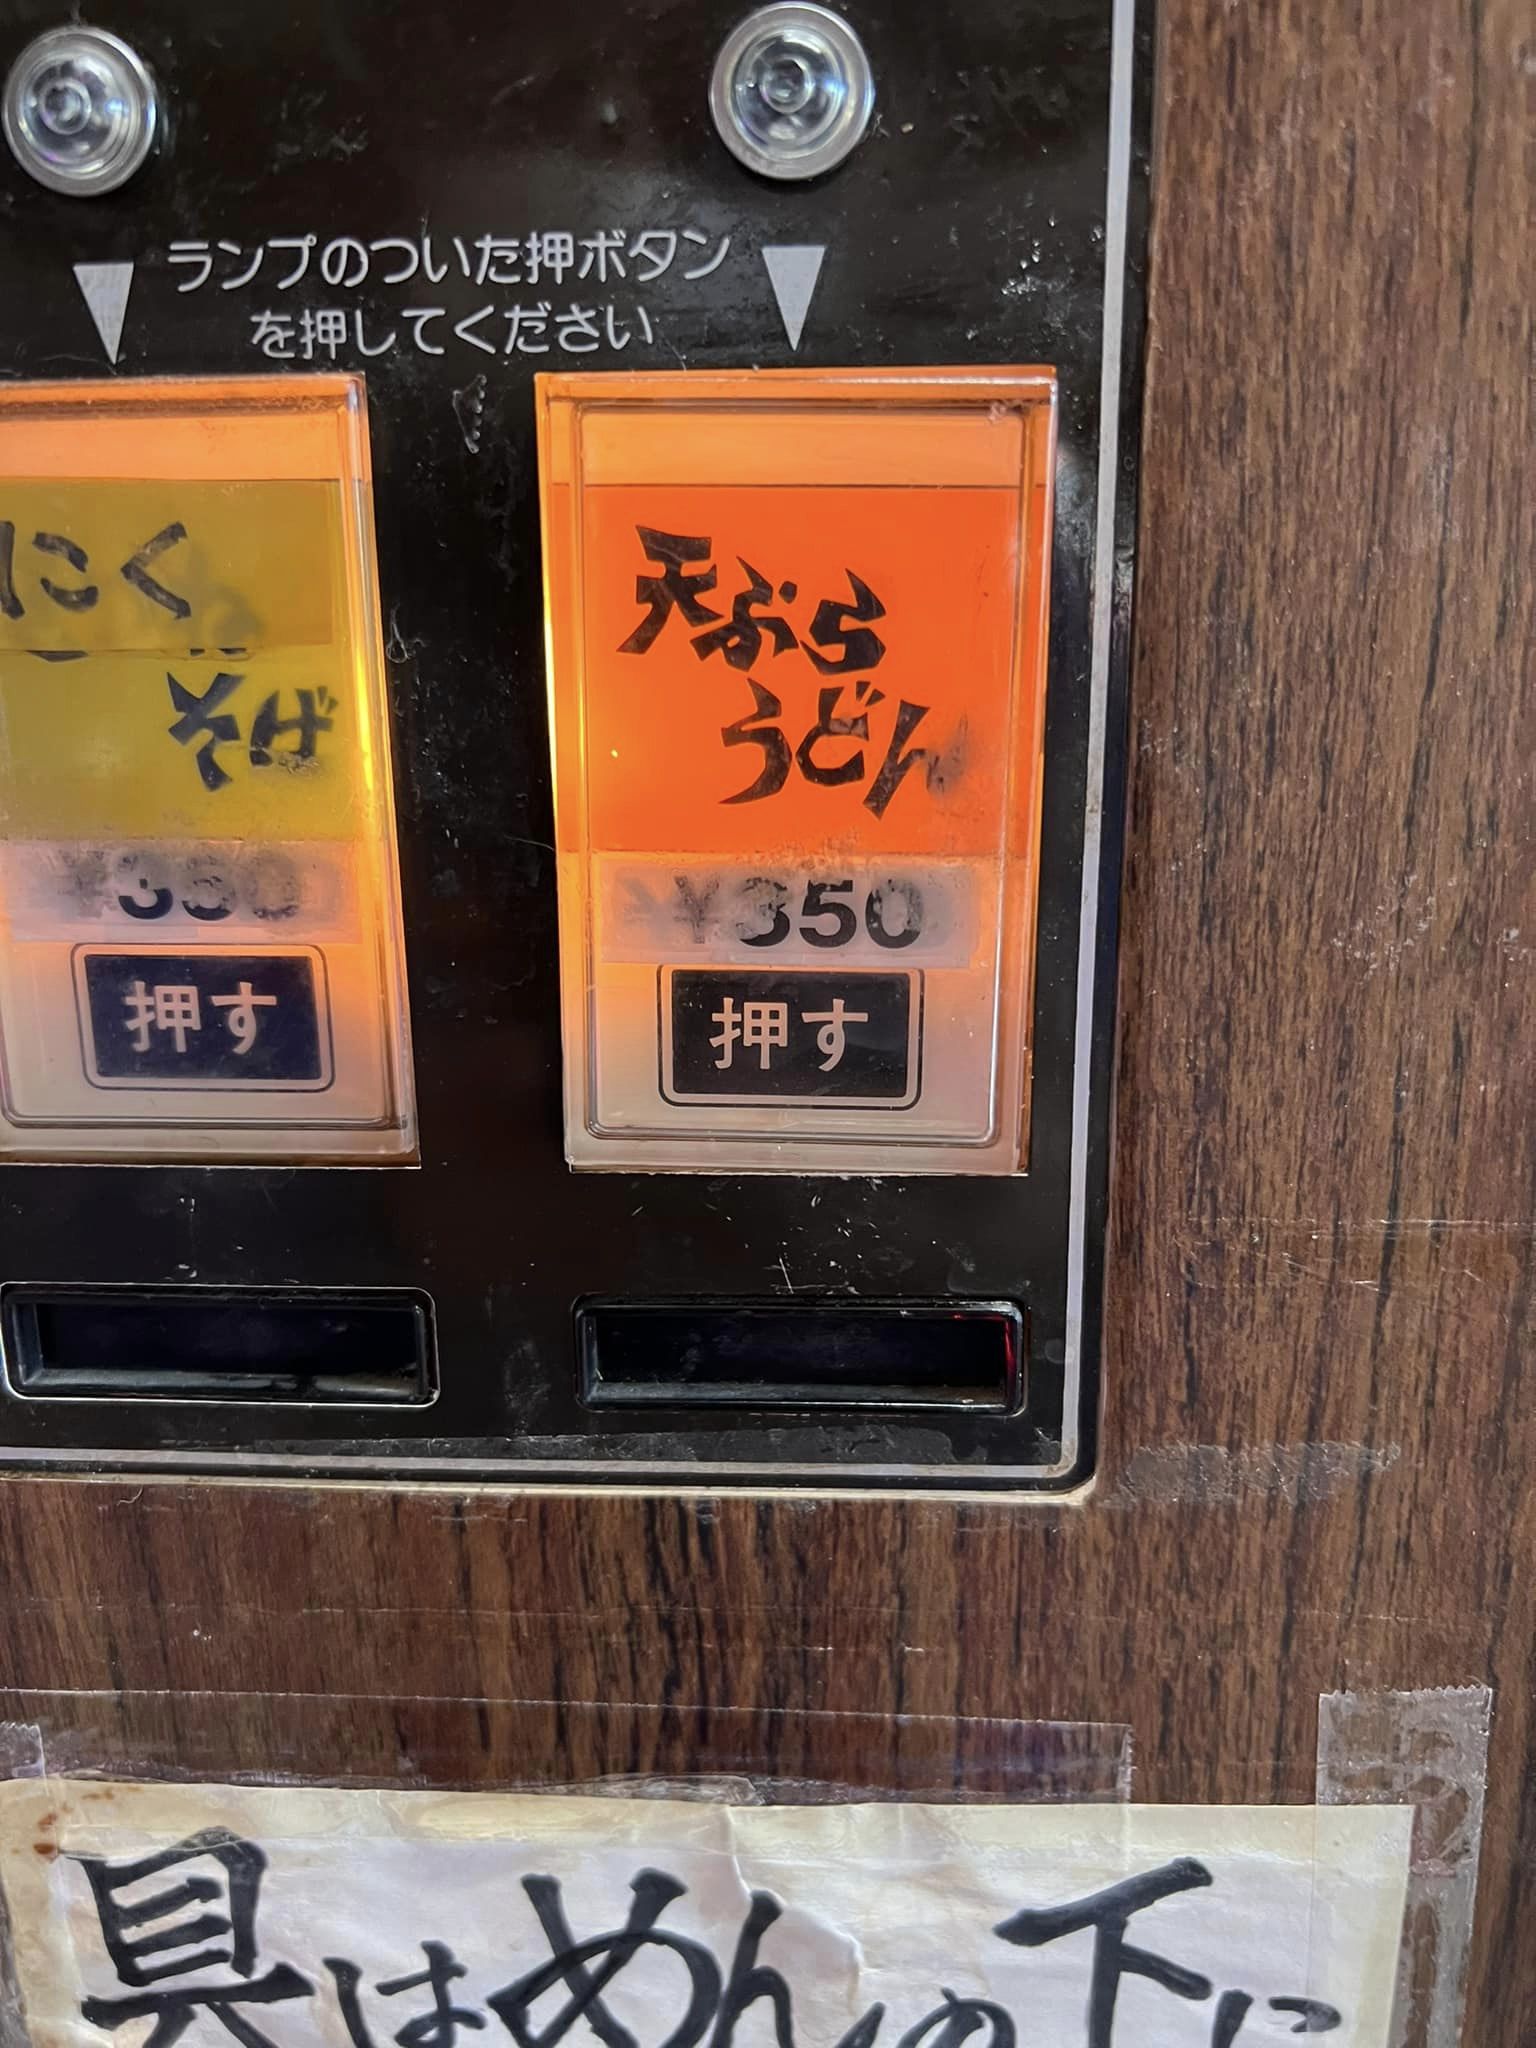 ランプのついた押ボタン
を押してください
にく
そば
¥350
押す
天ぷら
うどん
¥350
押す
具はめんの下に